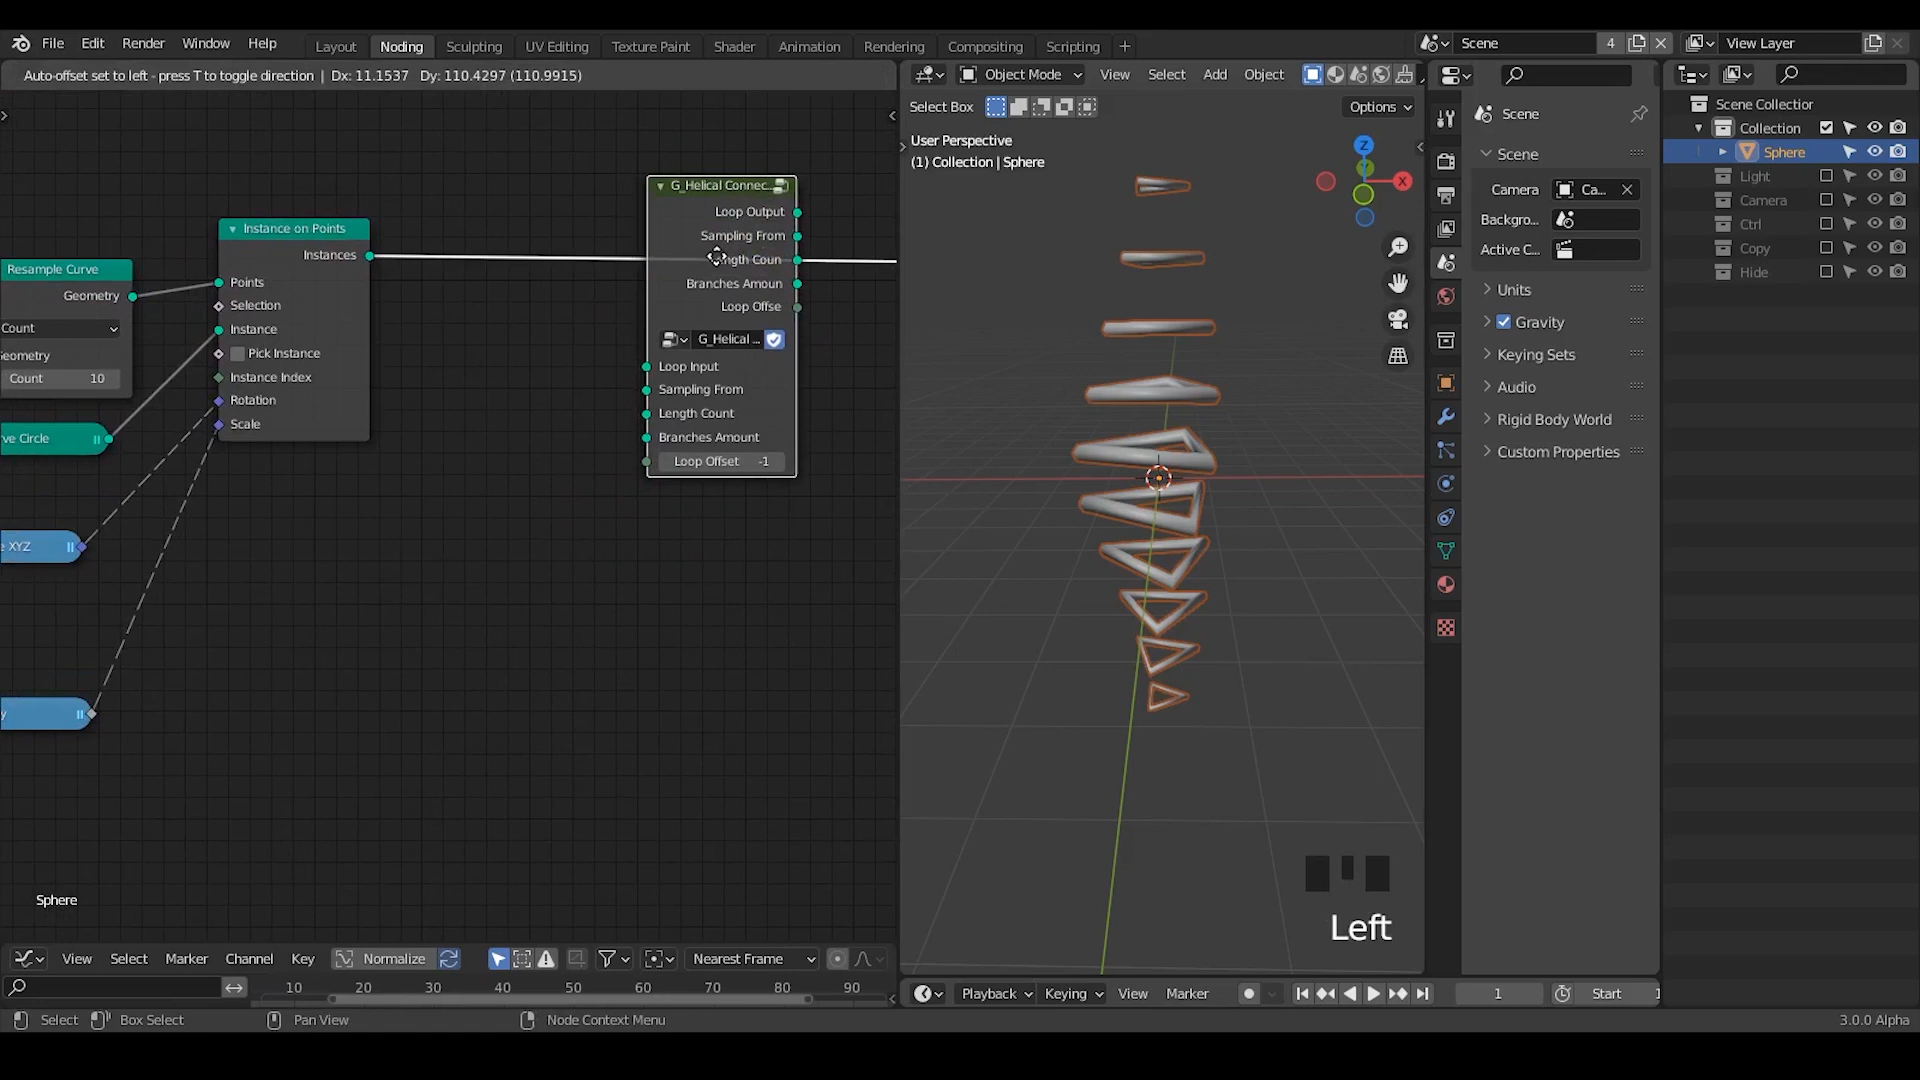 File Edit Render Window Help Layout Noding Sculpting UV Editing Texture Paint Shader Animation Rendering Compositing Scripting + Scene 4 View Layer
Auto-offset set to left - press T to toggle direction | Dx: 11.1537 Dy: 110.4297 (110.9915)
Object Mode View Select Add Object
Select Box Options
User Perspective
(1) Collection | Sphere
Z
X
G_Helical Connec...
Loop Output
Sampling From
ngth Coun
Branches Amoun
Loop Offse
G_Helical ...
Loop Input
Sampling From
Length Count
Branches Amount
Loop Offset -1
Instance on Points
Instances
Points
Selection
Instance
Pick Instance
Instance Index
Rotation
Scale
Resample Curve
Geometry
Count
eometry
Count 10
ve Circle
e XYZ
y
Sphere
Left
Scene
Scene
Camera Ca...
Backgro...
Active C...
Units
Gravity
Keying Sets
Audio
Rigid Body World
Custom Properties
Scene Collection
Collection
Sphere
Light
Camera
Ctrl
Copy
Hide
View Select Marker Channel Key Normalize Nearest Frame
10 20 30 40 50 60 70 80 90
Playback Keying View Marker 1 Start 1
Select Box Select Pan View Node Context Menu 3.0.0 Alpha